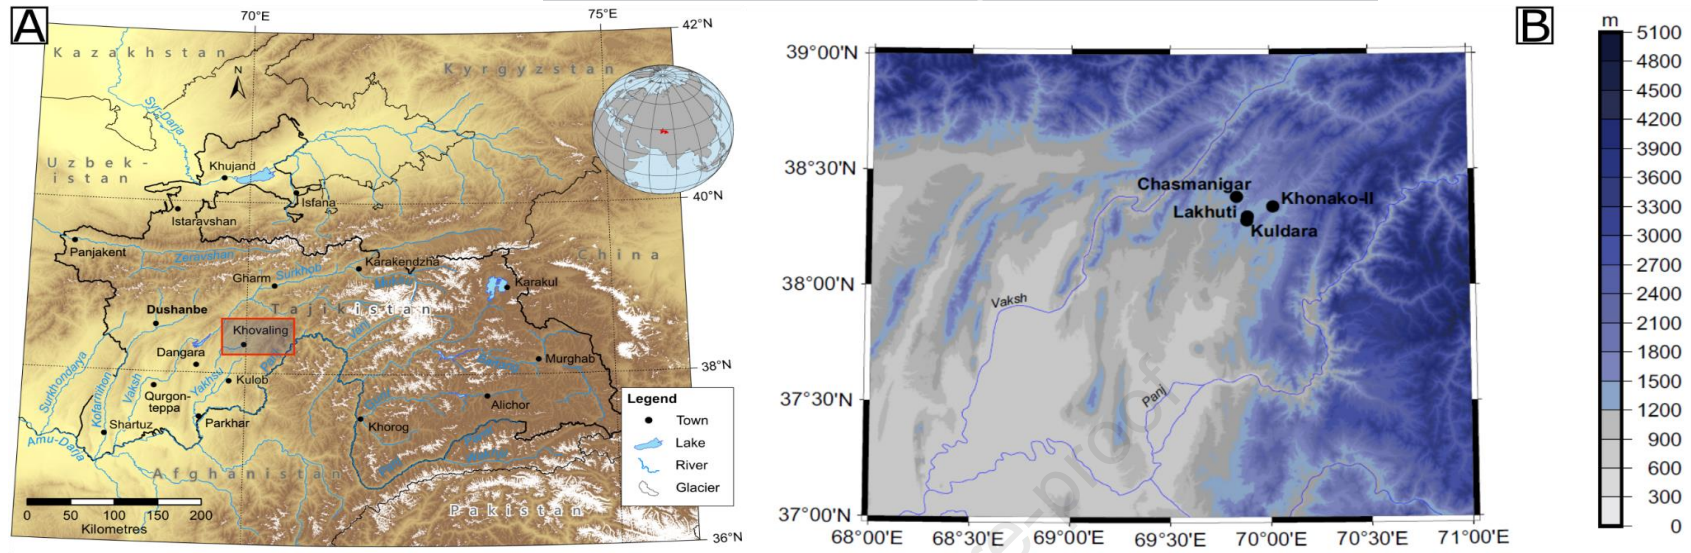 A
70°E
75°E
42°N
Kazakhstan
N
Kyrgyzstan
Syr-Darja
Uzbek-
istan
Khujand
Isfana
40°N
Istaravshan
Panjakent
Zeravshan
China
Karakendzha
Gharm
Surkhob
Karakul
Tajikistan
Dushanbe
Khovaling
Vanj
Dangara
Murghab
38°N
Surkhondarya
Kofarnihon
Vaksh
Yakhsu
Kulob
Qurgon-
teppa
Alichor
Shartuz
Parkhar
Khorog
Amu-Darja
Panj
Afghanistan
Pakistan
36°N
0 50 100 150 200
Kilometres
Legend
Town
Lake
River
Glacier
B
39°00'N
38°30'N
38°00'N
37°30'N
37°00'N
Chasmanigar
Khonako-II
Lakhuti
Kuldara
Vaksh
Panj
68°00'E 68°30'E 69°00'E 69°30'E 70°00'E 70°30'E 71°00'E
m
5100
4800
4500
4200
3900
3600
3300
3000
2700
2400
2100
1800
1500
1200
900
600
300
0